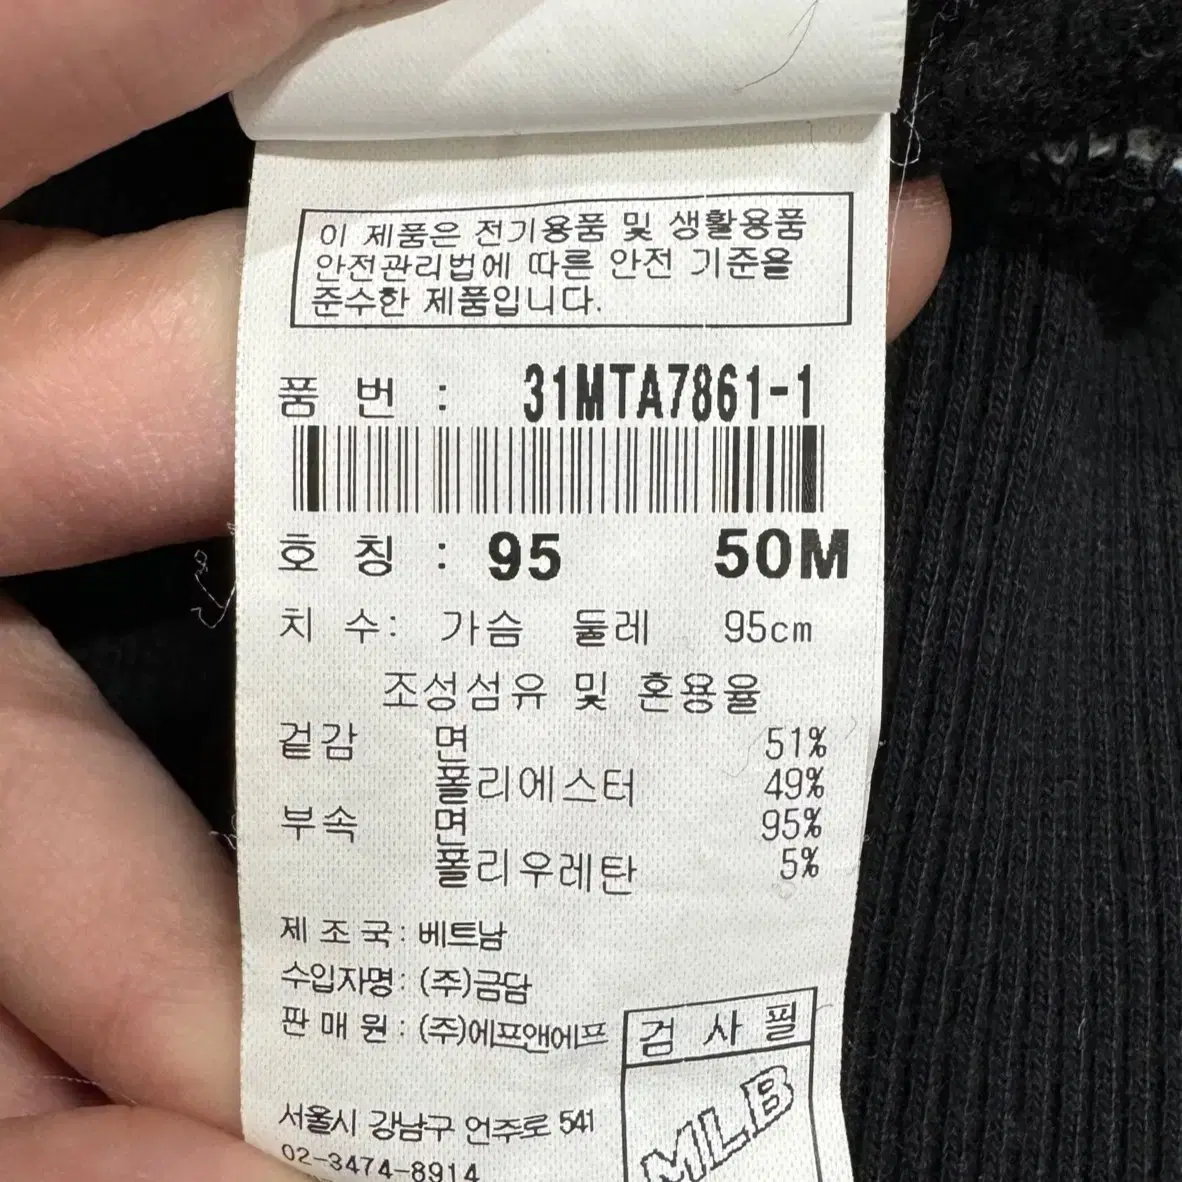 이 제품은 전기용품 및 생활용품
안전관리법에 따른 안전 기준을
준수한 제품입니다.
품 번 : 31MTA7861-1
호 칭 : 95 50M
치 수: 가슴 둘레 95cm
조성섬유 및 혼용율
겉감 면 51%
폴리에스터 49%
부속 면 95%
폴리우레탄 5%
제 조 국 : 베트남
수입자명 : (주)금담
판 매 원 : (주)에프앤에프
검 사 필
MLB
서울시 강남구 언주로 541
02-3474-8914